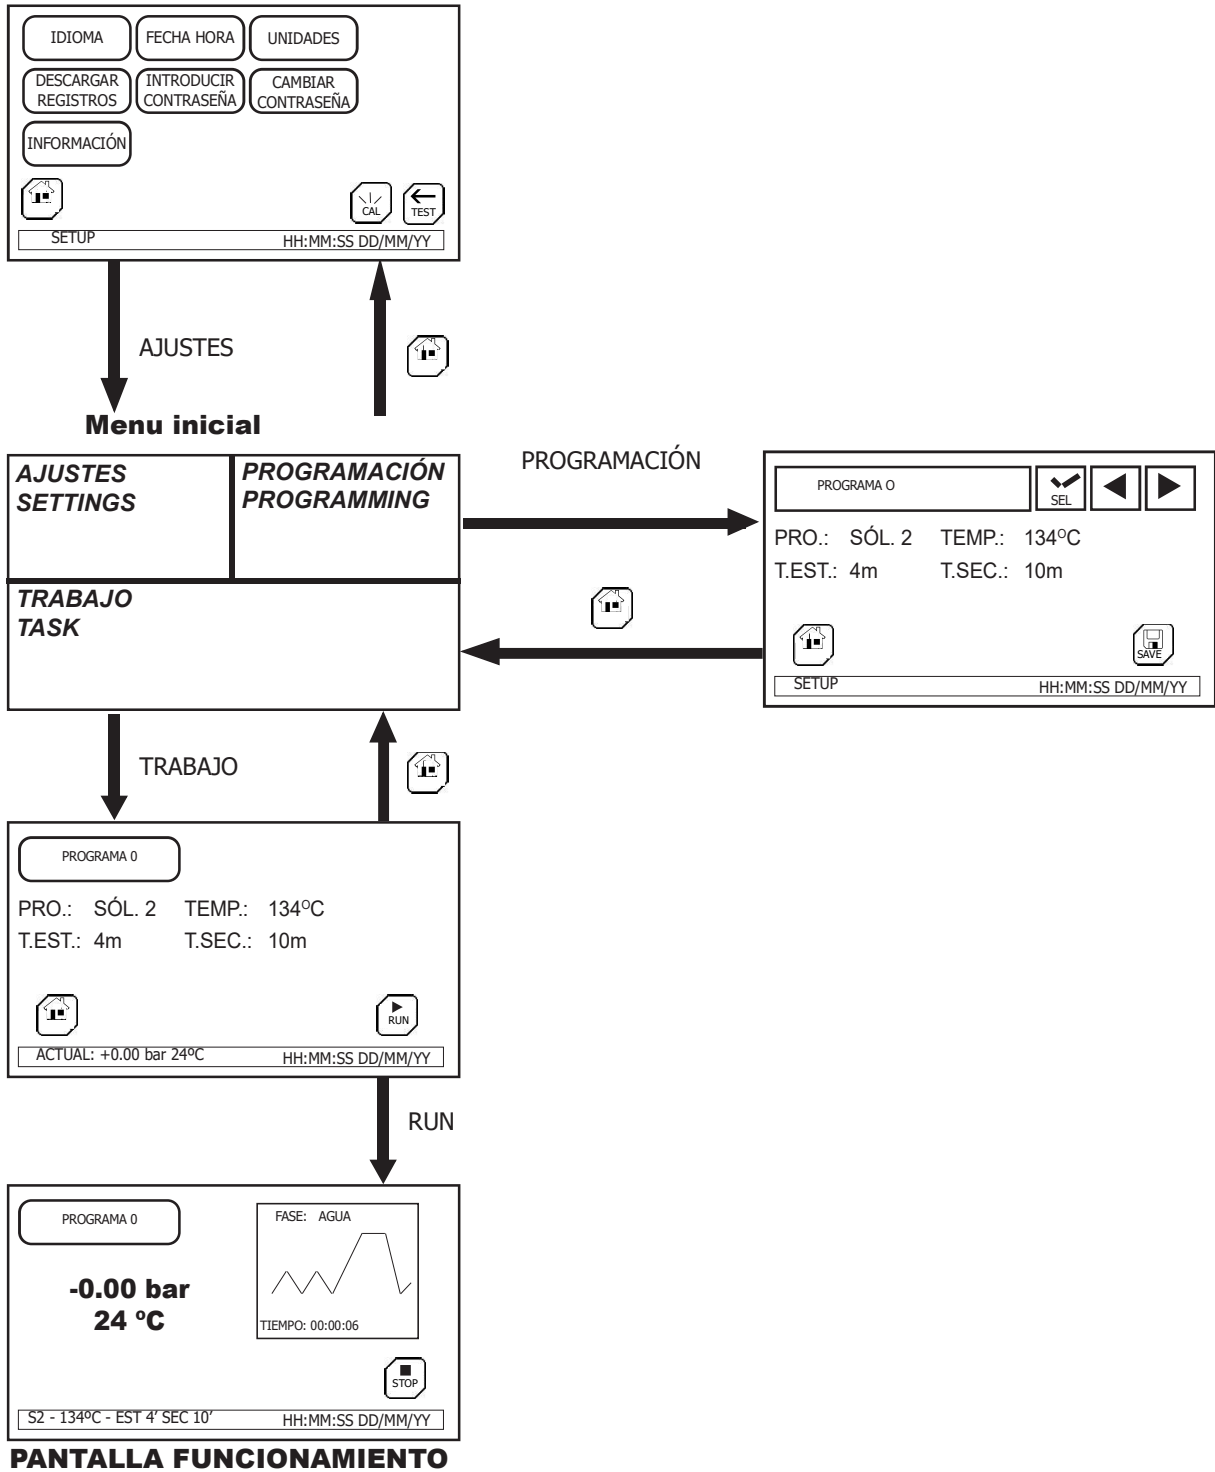 IDIOMA
FECHA HORA
UNIDADES
DESCARGAR
REGISTROS
INTRODUCIR
CONTRASEÑA
CAMBIAR
CONTRASEÑA
INFORMACIÓN
CAL
TEST
SETUP
HH:MM:SS DD/MM/YY
AJUSTES
Menu inicial
AJUSTES
SETTINGS
PROGRAMACIÓN
PROGRAMMING
TRABAJO
TASK
PROGRAMACIÓN
PROGRAMA O
SEL
PRO.: SÓL. 2 TEMP.: 134ºC
T.EST.: 4m T.SEC.: 10m
SAVE
SETUP
HH:MM:SS DD/MM/YY
TRABAJO
PROGRAMA 0
PRO.: SÓL. 2 TEMP.: 134ºC
T.EST.: 4m T.SEC.: 10m
RUN
ACTUAL: +0.00 bar 24ºC
HH:MM:SS DD/MM/YY
RUN
PROGRAMA 0
FASE: AGUA
-0.00 bar
24 ºC
TIEMPO: 00:00:06
STOP
S2 - 134ºC - EST 4’ SEC 10’
HH:MM:SS DD/MM/YY
PANTALLA FUNCIONAMIENTO